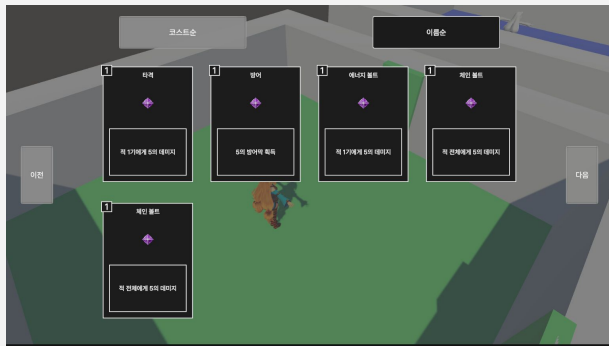 코스트순
이름순
1
타격
적 1기에게 5의 데미지
1
방어
5의 방어막 획득
1
에너지 볼트
적 1기에게 5의 데미지
1
체인 볼트
적 전체에게 5의 데미지
이전
다음
1
체인 볼트
적 전체에게 5의 데미지